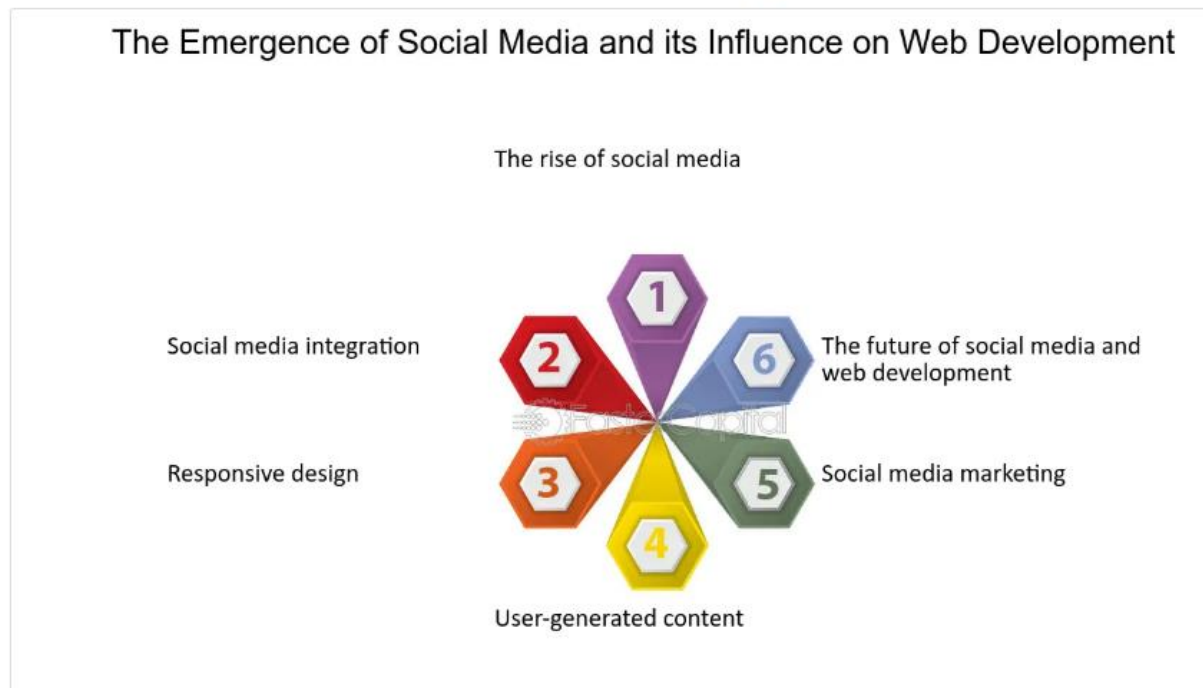 The Emergence of Social Media and its Influence on Web Development
The rise of social media
1
2
Social media integration
6
The future of social media and
web development
FasterCapital
3
Responsive design
5
Social media marketing
4
User-generated content